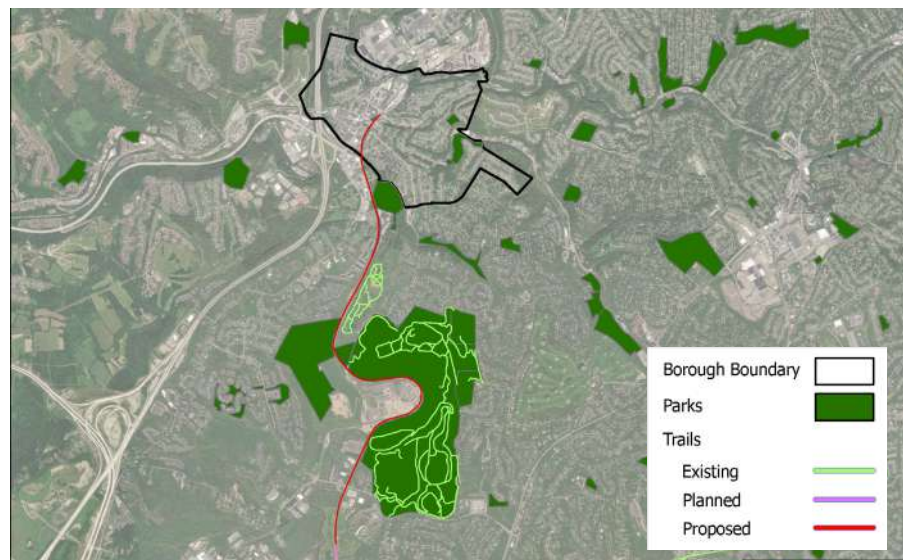 Borough Boundary
Parks
Trails
Existing
Planned
Proposed